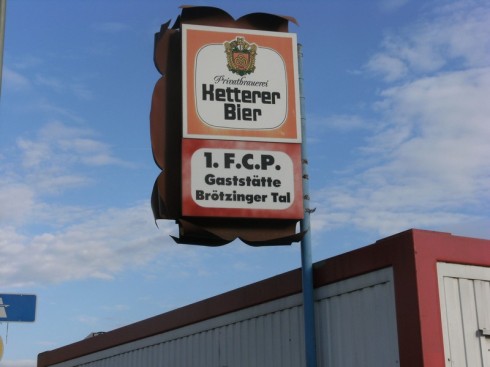 Privatbrauerei
Ketterer
Bier
1. F.C.P.
Gaststätte
Brötzinger Tal